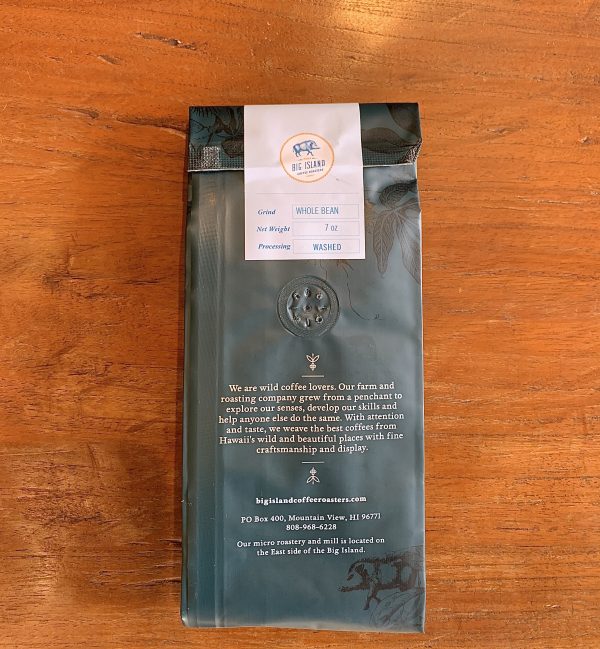 BIG ISLAND
COFFEE ROASTERS
Grind WHOLE BEAN
Net Weight 7 oz
Processing WASHED
We are wild coffee lovers. Our farm and
roasting company grew from a penchant to
explore our senses, develop our skills and
help anyone else do the same. With attention
and taste, we weave the best coffees from
Hawaii's wild and beautiful places with fine
craftsmanship and display.
bigislandcoffeeroasters.com
PO Box 400, Mountain View, HI 96771
808-968-6228
Our micro roastery and mill is located on
the East side of the Big Island.